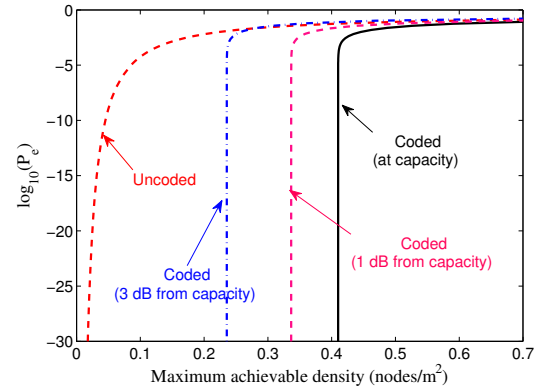 0
−5
−10
−15
−20
−25
−30
log10(Pe)
Uncoded
Coded
(at capacity)
Coded
(3 dB from capacity)
Coded
(1 dB from capacity)
0 0.1 0.2 0.3 0.4 0.5 0.6 0.7
Maximum achievable density (nodes/m²)